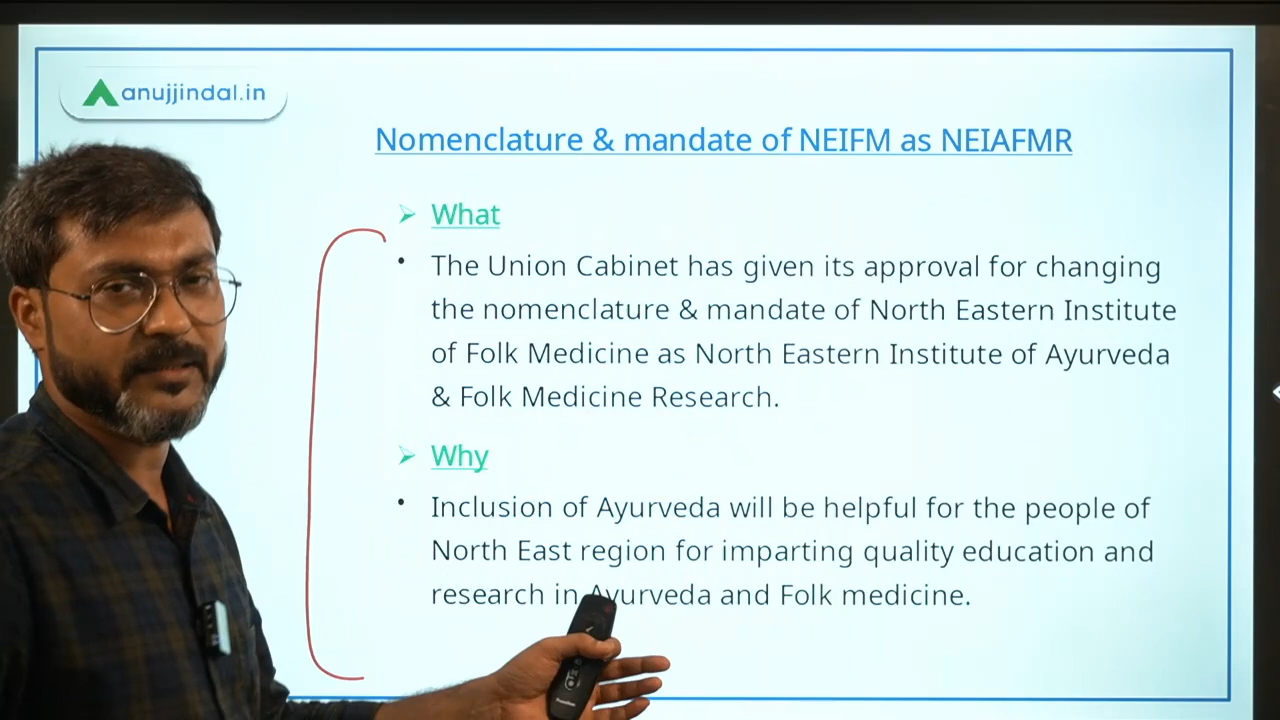 anujjindal.in
Nomenclature & mandate of NEIFM as NEIAFMR
What
The Union Cabinet has given its approval for changing
the nomenclature & mandate of North Eastern Institute
of Folk Medicine as North Eastern Institute of Ayurveda
& Folk Medicine Research.
Why
Inclusion of Ayurveda will be helpful for the people of
North East region for imparting quality education and
research in Ayurveda and Folk medicine.